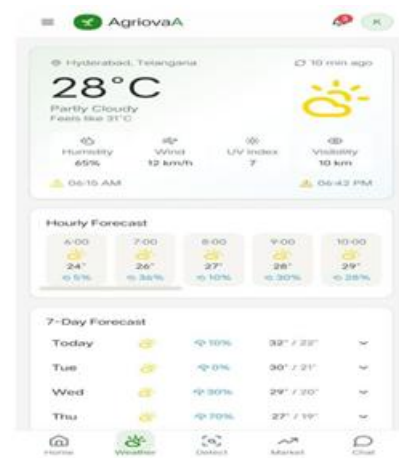 AgriovaA
K
Hyderabad, Telangana
10 min ago
28°C
Partly Cloudy
Feels like 31°C
Humidity Wind UV Index Visibility
65% 12 km/h 7 10 km
06:15 AM 06:42 PM
Hourly Forecast
6:00 7:00 8:00 9:00 10:00
24° 26° 27° 28° 29°
5% 36% 10% 30% 28%
7-Day Forecast
Today 10% 32° / 22°
Tue 0% 30° / 21°
Wed 30% 29° / 20°
Thu 70% 27° / 19°
Home Weather Detect Market Chat